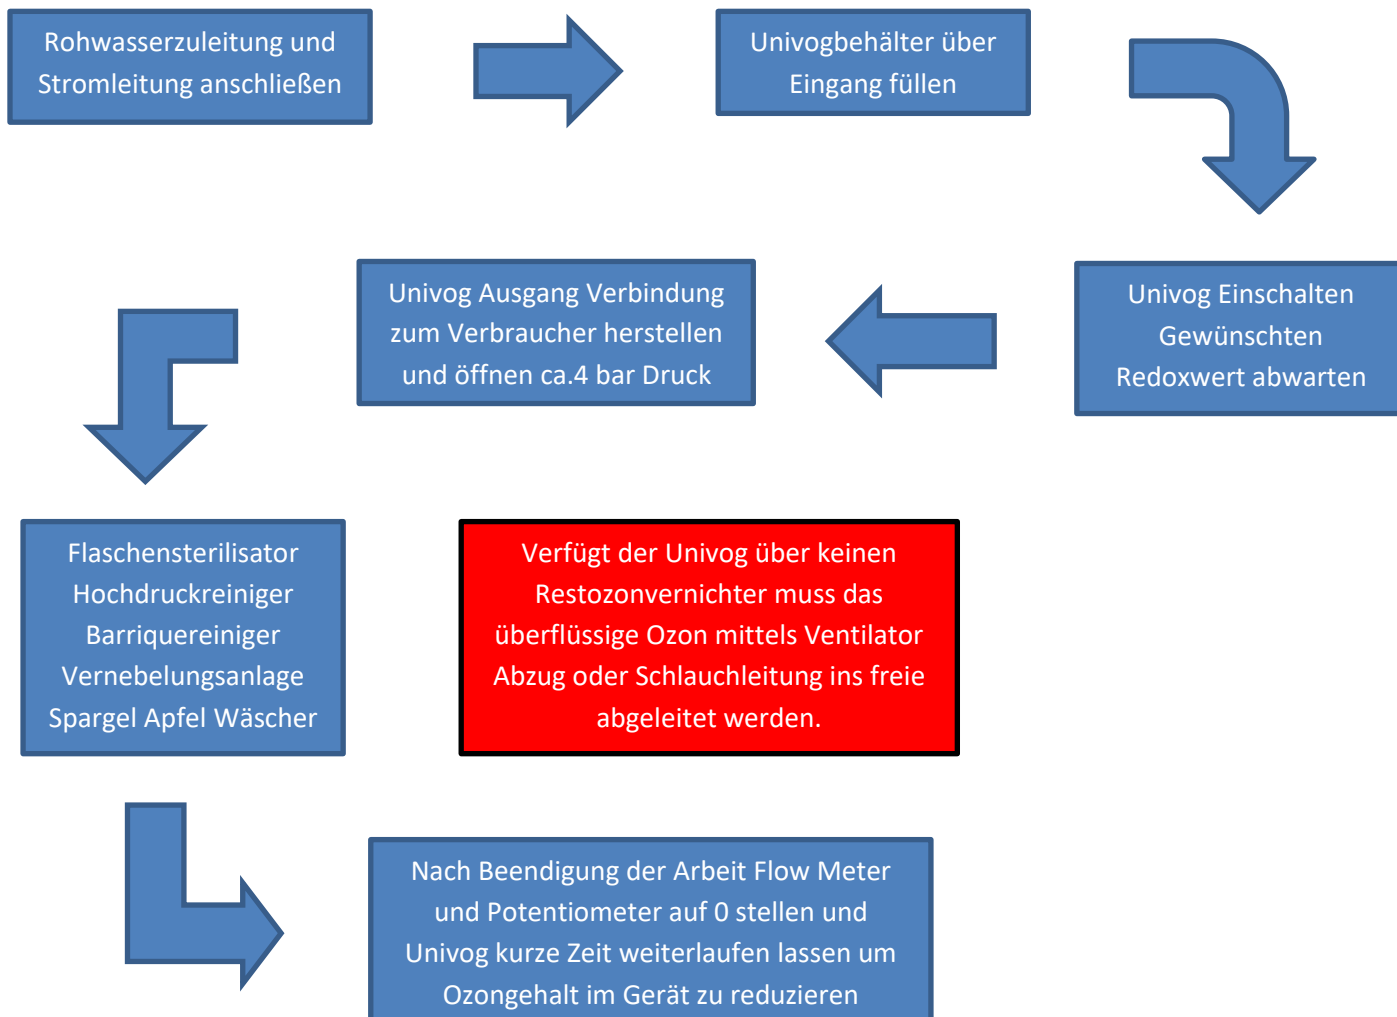 Rohwasserzuleitung und
Stromleitung anschließen
Univogbehälter über
Eingang füllen
Univog Einschalten
Gewünschten
Redoxwert abwarten
Univog Ausgang Verbindung
zum Verbraucher herstellen
und öffnen ca.4 bar Druck
Flaschensterilisator
Hochdruckreiniger
Barriquereiniger
Vernebelungsanlage
Spargel Apfel Wäscher
Verfügt der Univog über keinen
Restozonvernichter muss das
überflüssige Ozon mittels Ventilator
Abzug oder Schlauchleitung ins freie
abgeleitet werden.
Nach Beendigung der Arbeit Flow Meter
und Potentiometer auf 0 stellen und
Univog kurze Zeit weiterlaufen lassen um
Ozongehalt im Gerät zu reduzieren